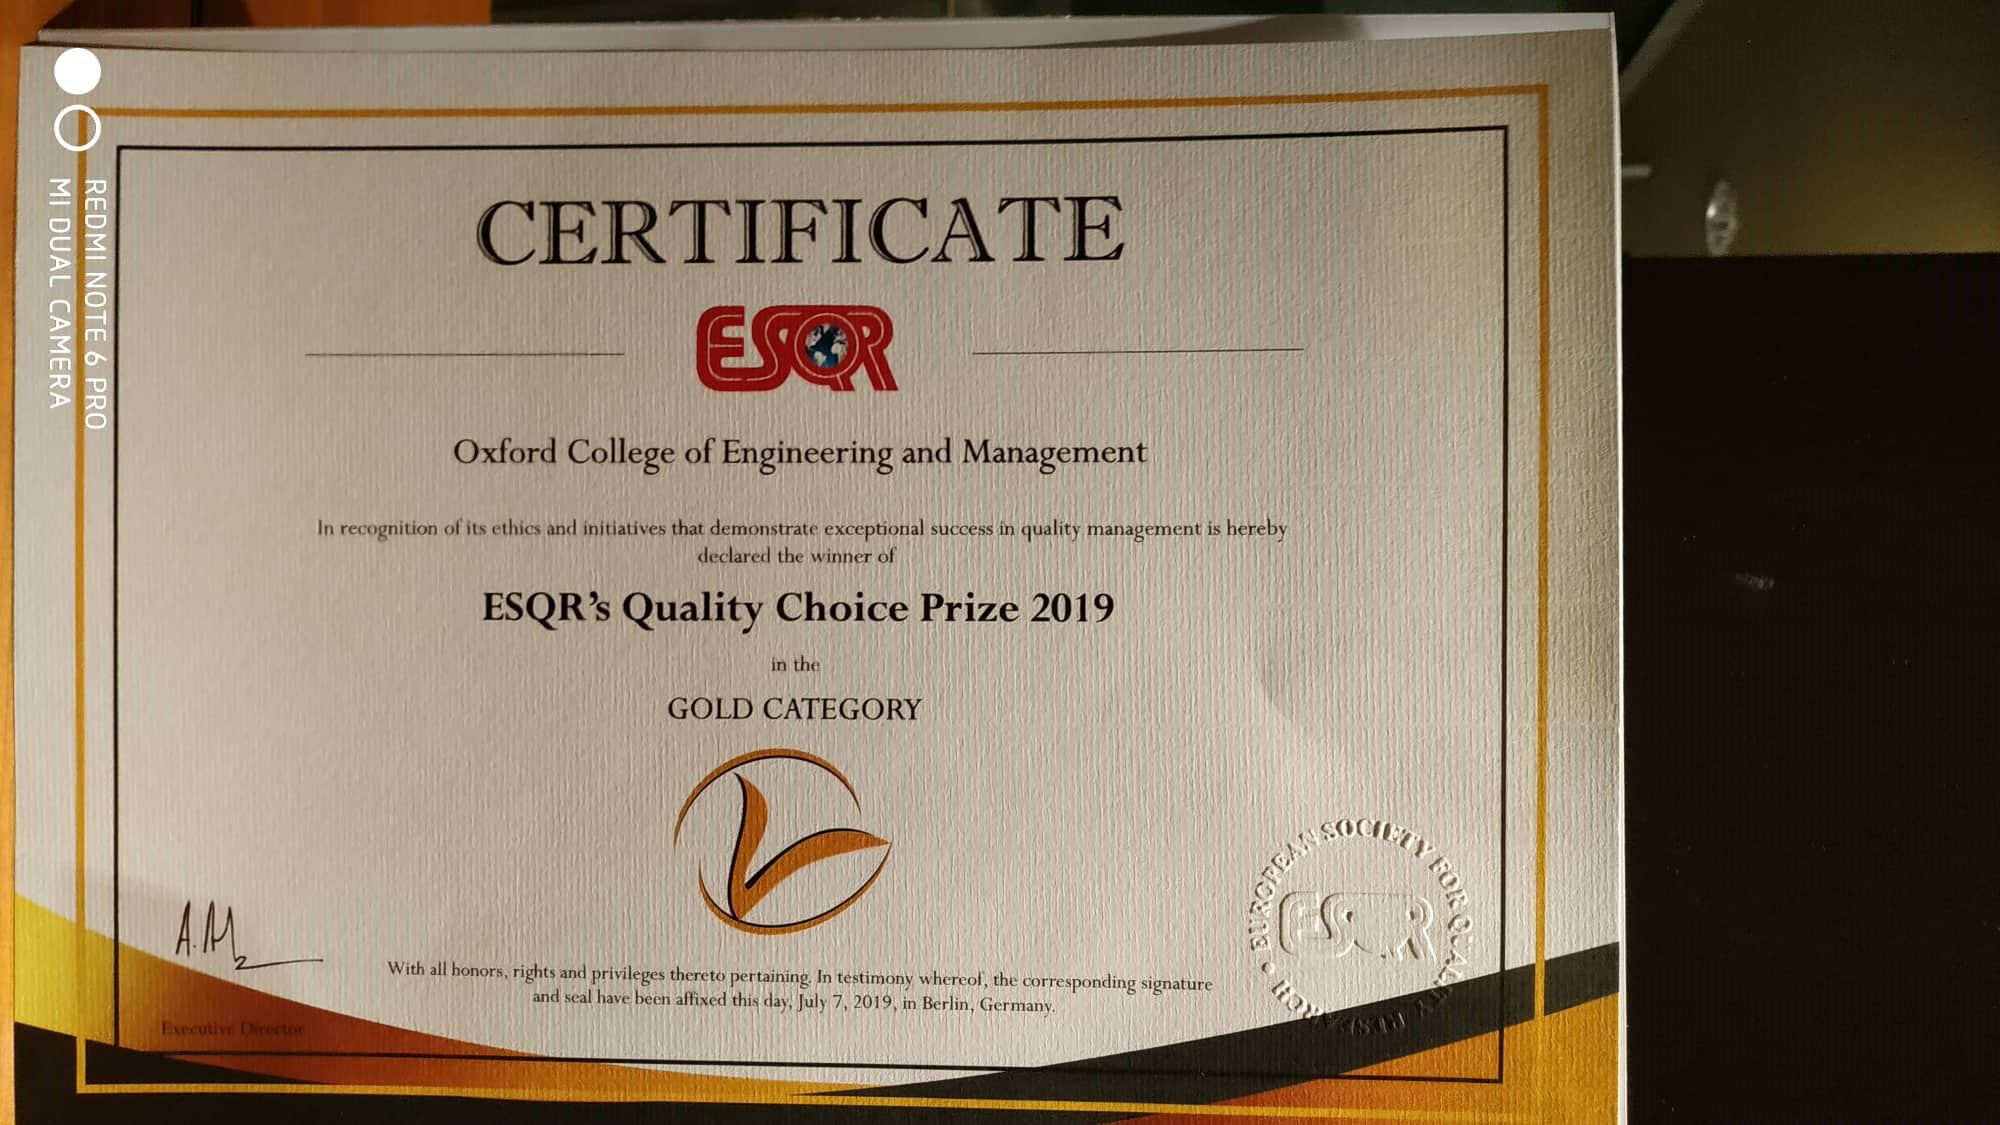 CERTIFICATE
ESQR
Oxford College of Engineering and Management
In recognition of its ethics and initiatives that demonstrate exceptional success in quality management is hereby
declared the winner of
ESQR's Quality Choice Prize 2019
in the
GOLD CATEGORY
With all honors, rights and privileges thereto pertaining. In testimony whereof, the corresponding signature
and seal have been affixed this day, July 7, 2019, in Berlin, Germany.
Executive Director
EUROPEAN SOCIETY FOR QUALITY RESEARCH
ESQR
REDMI NOTE 6 PRO
MI DUAL CAMERA